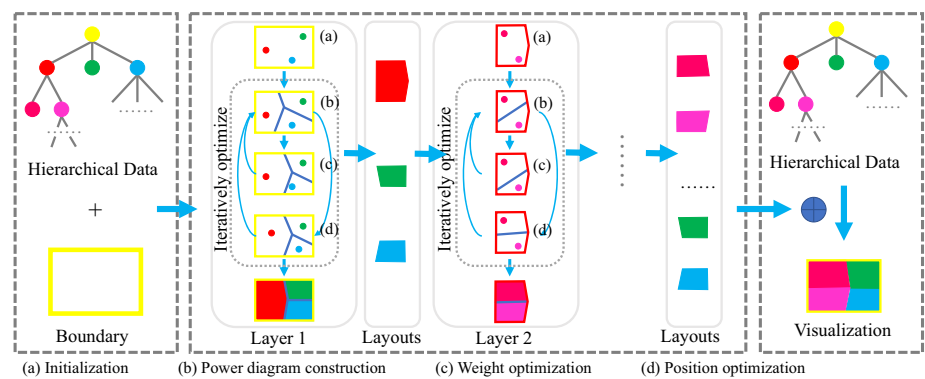 Hierarchical Data
+
Boundary
Iteratively optimize
(a)
(b)
(c)
(d)
Layer 1
Layouts
Iteratively optimize
(a)
(b)
(c)
(d)
Layer 2
Layouts
Hierarchical Data
Visualization
(a) Initialization
(b) Power diagram construction
(c) Weight optimization
(d) Position optimization